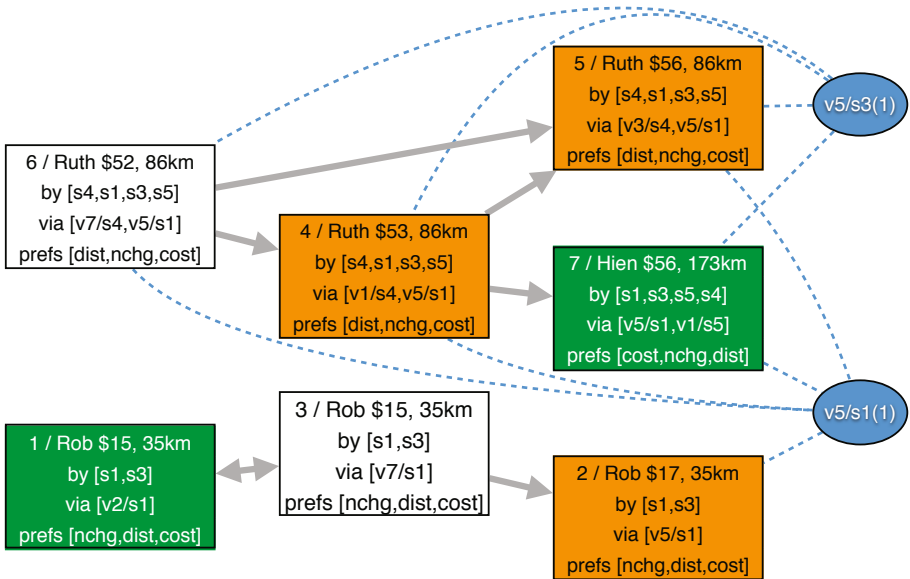 5 / Ruth $56, 86km
by [s4,s1,s3,s5]
via [v3/s4,v5/s1]
prefs [dist,nchg,cost]
v5/s3(1)
6 / Ruth $52, 86km
by [s4,s1,s3,s5]
via [v7/s4,v5/s1]
prefs [dist,nchg,cost]
4 / Ruth $53, 86km
by [s4,s1,s3,s5]
via [v1/s4,v5/s1]
prefs [dist,nchg,cost]
7 / Hien $56, 173km
by [s1,s3,s5,s4]
via [v5/s1,v1/s5]
prefs [cost,nchg,dist]
v5/s1(1)
3 / Rob $15, 35km
by [s1,s3]
via [v7/s1]
prefs [nchg,dist,cost]
1 / Rob $15, 35km
by [s1,s3]
via [v2/s1]
prefs [nchg,dist,cost]
2 / Rob $17, 35km
by [s1,s3]
via [v5/s1]
prefs [nchg,dist,cost]